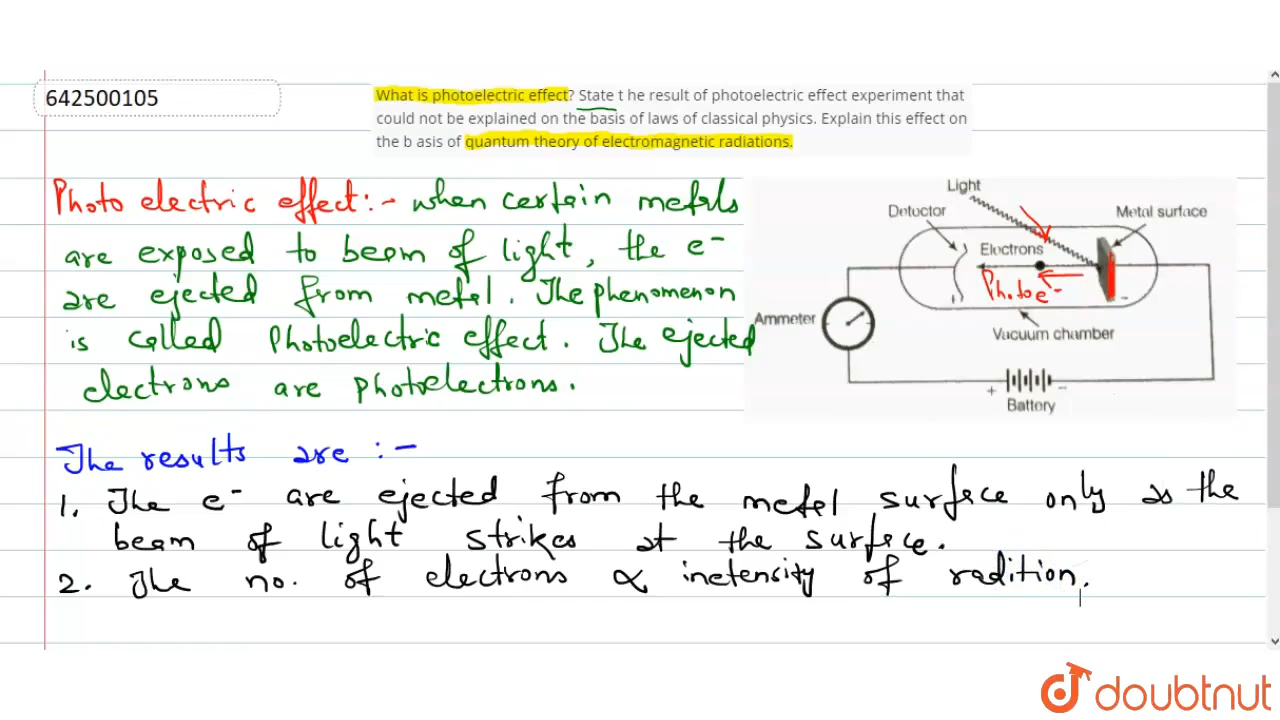 642500105
What is photoelectric effect? State t he result of photoelectric effect experiment that
could not be explained on the basis of laws of classical physics. Explain this effect on
the b asis of quantum theory of electromagnetic radiations.
Photo electric effect:- when certain metals
are exposed to beam of light, the e-
are ejected from metal. The phenomenon
is called Photoelectric effect. The ejected
electrons are photoelectrons.
Light
Detector
Metal surface
Electrons
Photo e-
+
-
Ammeter
Vacuum chamber
+
-
Battery
The results are :-
1. The e- are ejected from the metal surface only as the
beam of light strikes at the surface.
2. The no. of electrons ∝ inetensity of radition.
doubtnut